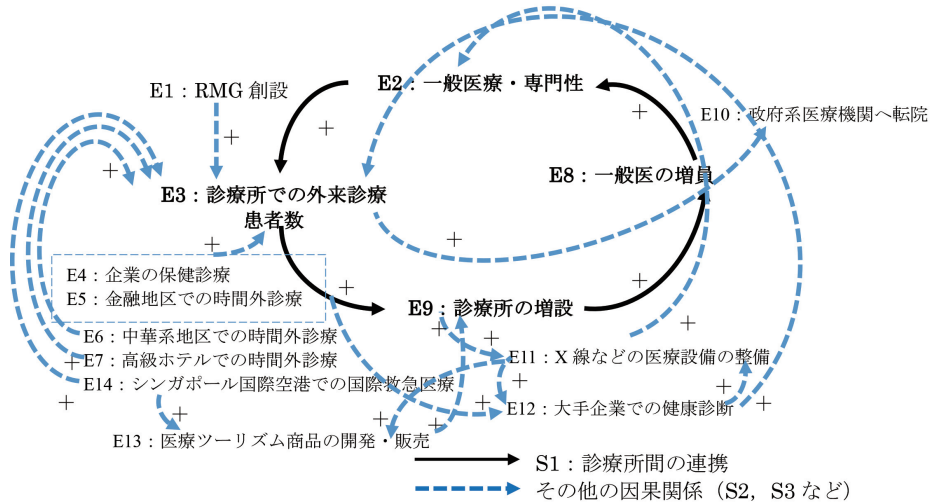 E2：一般医療・専門性
E1：RMG 創設
+
+
+
E10：政府系医療機関へ転院
+
E8：一般医の増員
E3：診療所での外来診療
患者数
+
+
E4：企業の保健診療
E5：金融地区での時間外診療
+
+
E9：診療所の増設
E6：中華系地区での時間外診療
+
+
+
E7：高級ホテルでの時間外診療
+
E11：X 線などの医療設備の整備
E14：シンガポール国際空港での国際救急医療
+
+
+
E12：大手企業での健康診断
+
+
E13：医療ツーリズム商品の開発・販売
+
+
S1：診療所間の連携
その他の因果関係（S2，S3 など）